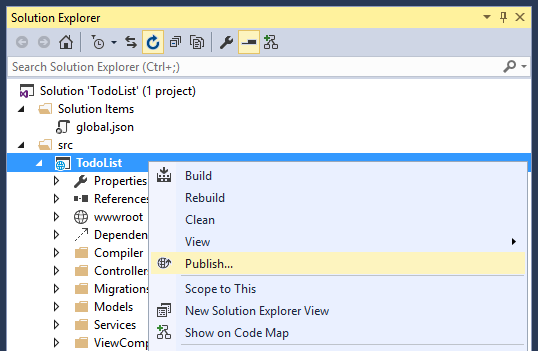 Solution Explorer
Search Solution Explorer (Ctrl+;)
Solution 'TodoList' (1 project)
Solution Items
global.json
src
TodoList
Properties
References
wwwroot
Dependen
Compiler
Controllers
Migrations
Models
Services
ViewComp
Build
Rebuild
Clean
View
Publish...
Scope to This
New Solution Explorer View
Show on Code Map